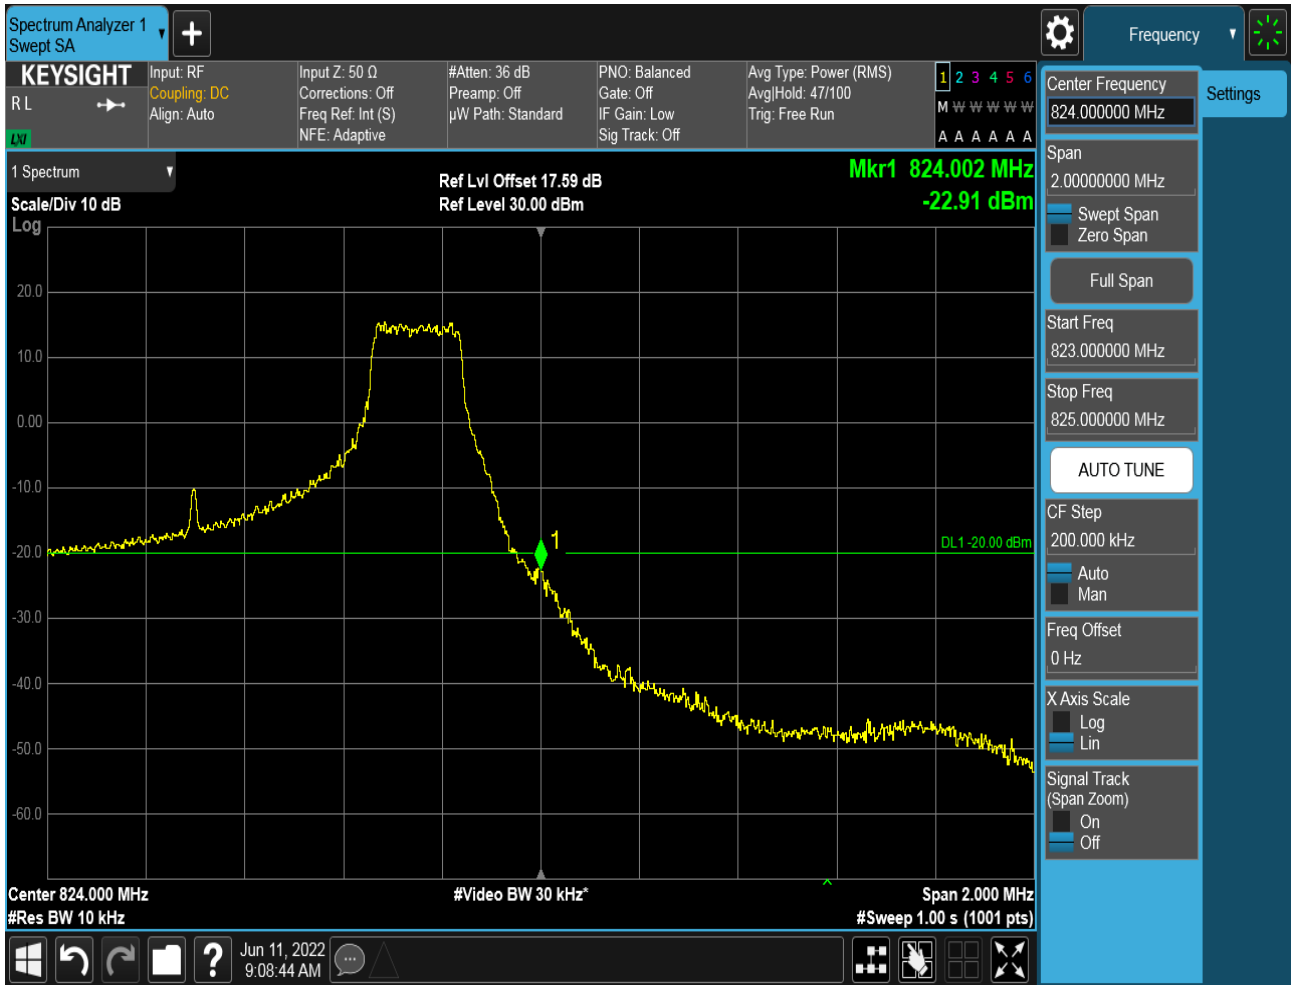 Spectrum Analyzer 1
Swept SA
Frequency
KEYSIGHT
R L
LXI
Input: RF
Coupling: DC
Align: Auto
Input Z: 50 Ω
Corrections: Off
Freq Ref: Int (S)
NFE: Adaptive
#Atten: 36 dB
Preamp: Off
µW Path: Standard
PNO: Balanced
Gate: Off
IF Gain: Low
Sig Track: Off
Avg Type: Power (RMS)
Avg|Hold: 47/100
Trig: Free Run
1 2 3 4 5 6
M W W W W W
A A A A A A
1 Spectrum
Scale/Div 10 dB
Log
Ref Lvl Offset 17.59 dB
Ref Level 30.00 dBm
Mkr1 824.002 MHz
-22.91 dBm
20.0
10.0
0.00
-10.0
-20.0
-30.0
-40.0
-50.0
-60.0
1
DL1 -20.00 dBm
Center 824.000 MHz
#Res BW 10 kHz
#Video BW 30 kHz*
Span 2.000 MHz
#Sweep 1.00 s (1001 pts)
Center Frequency
824.000000 MHz
Settings
Span
2.00000000 MHz
Swept Span
Zero Span
Full Span
Start Freq
823.000000 MHz
Stop Freq
825.000000 MHz
AUTO TUNE
CF Step
200.000 kHz
Auto
Man
Freq Offset
0 Hz
X Axis Scale
Log
Lin
Signal Track
(Span Zoom)
On
Off
?
Jun 11, 2022
9:08:44 AM